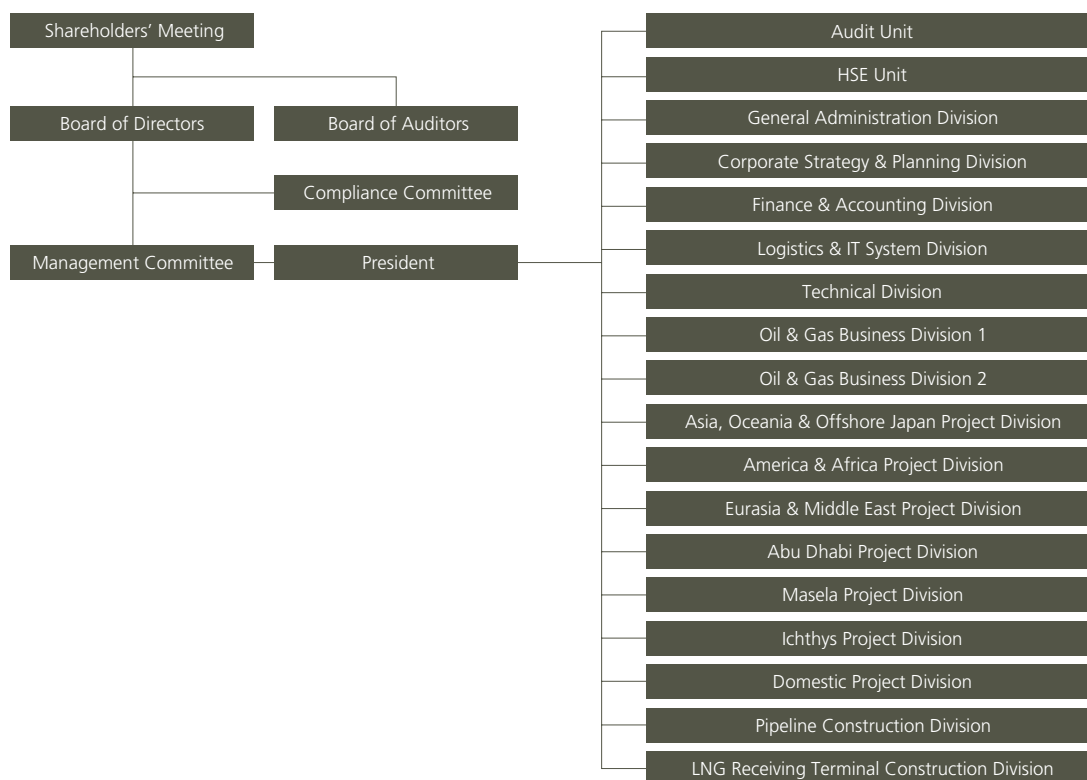 Shareholders’ Meeting
Board of Directors
Board of Auditors
Compliance Committee
Management Committee
President
Audit Unit
HSE Unit
General Administration Division
Corporate Strategy & Planning Division
Finance & Accounting Division
Logistics & IT System Division
Technical Division
Oil & Gas Business Division 1
Oil & Gas Business Division 2
Asia, Oceania & Offshore Japan Project Division
America & Africa Project Division
Eurasia & Middle East Project Division
Abu Dhabi Project Division
Masela Project Division
Ichthys Project Division
Domestic Project Division
Pipeline Construction Division
LNG Receiving Terminal Construction Division